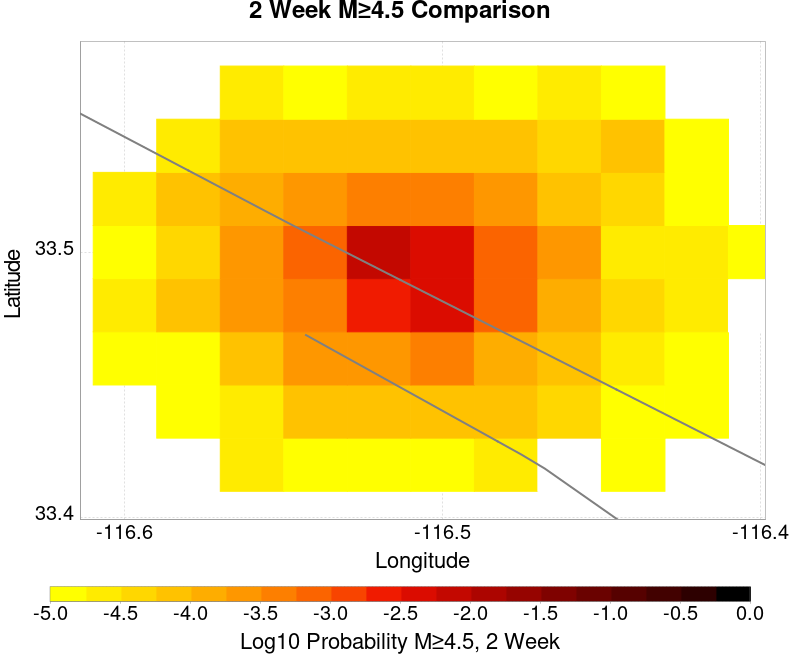 2 Week M≥4.5 Comparison
Latitude
33.5
33.4
-116.6 -116.5 -116.4
Longitude
-5.0 -4.5 -4.0 -3.5 -3.0 -2.5 -2.0 -1.5 -1.0 -0.5 0.0
Log10 Probability M≥4.5, 2 Week